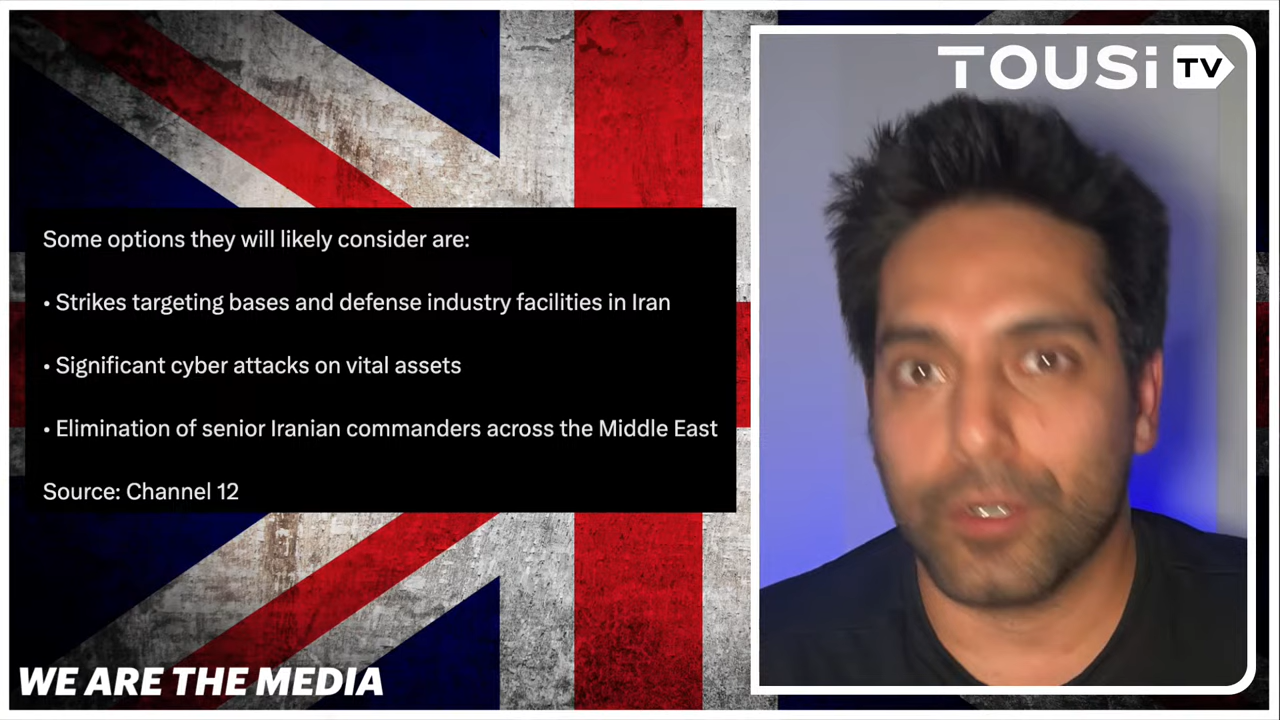 TOUSi TV
Some options they will likely consider are:
• Strikes targeting bases and defense industry facilities in Iran
• Significant cyber attacks on vital assets
• Elimination of senior Iranian commanders across the Middle East
Source: Channel 12
WE ARE THE MEDIA